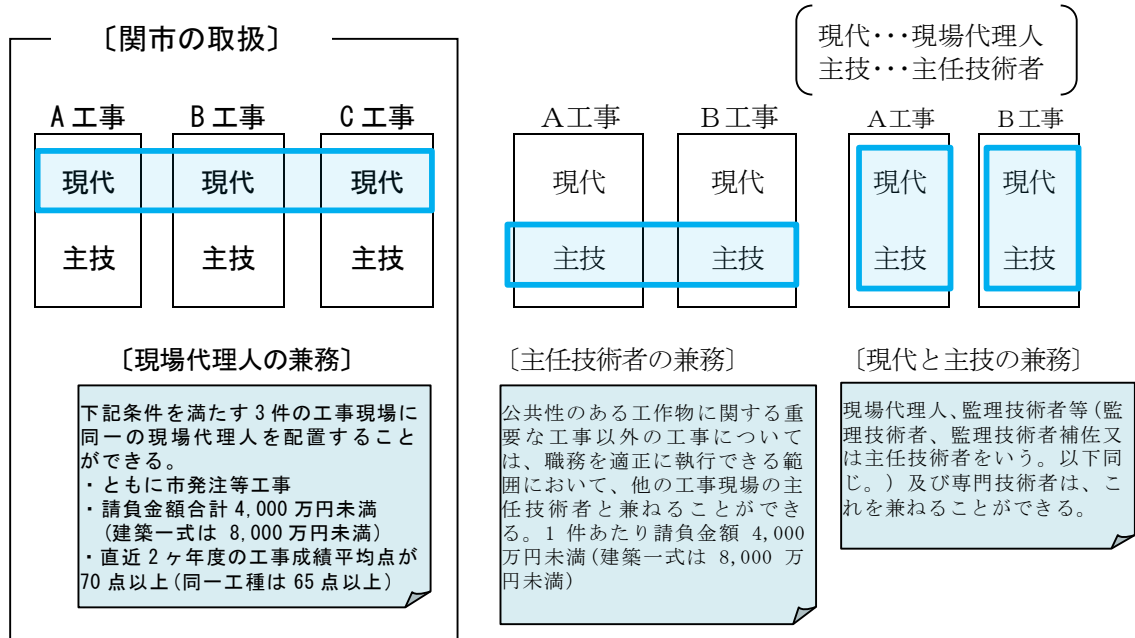 〔関市の取扱〕
現代･･･現場代理人
主技･･･主任技術者
A工事 B工事 C工事
現代 現代 現代
主技 主技 主技
〔現場代理人の兼務〕
下記条件を満たす3件の工事現場に
同一の現場代理人を配置すること
ができる。
・ともに市発注等工事
・請負金額合計4,000万円未満
(建築一式は 8,000万円未満)
・直近2ヶ年度の工事成績平均点が
70点以上(同一工種は65点以上)
A工事 B工事
現代 現代
主技 主技
〔主任技術者の兼務〕
公共性のある工作物に関する重
要な工事以外の工事について
は、職務を適正に執行できる範
囲において、他の工事現場の主
任技術者と兼ねることができ
る。1 件あたり請負金額 4,000
万円未満(建築一式は 8,000 万
円未満)
A工事 B工事
現代 現代
主技 主技
〔現代と主技の兼務〕
現場代理人、監理技術者等(監
理技術者、監理技術者補佐又
は主任技術者をいう。以下同
じ。)及び専門技術者は、こ
れを兼ねることができる。